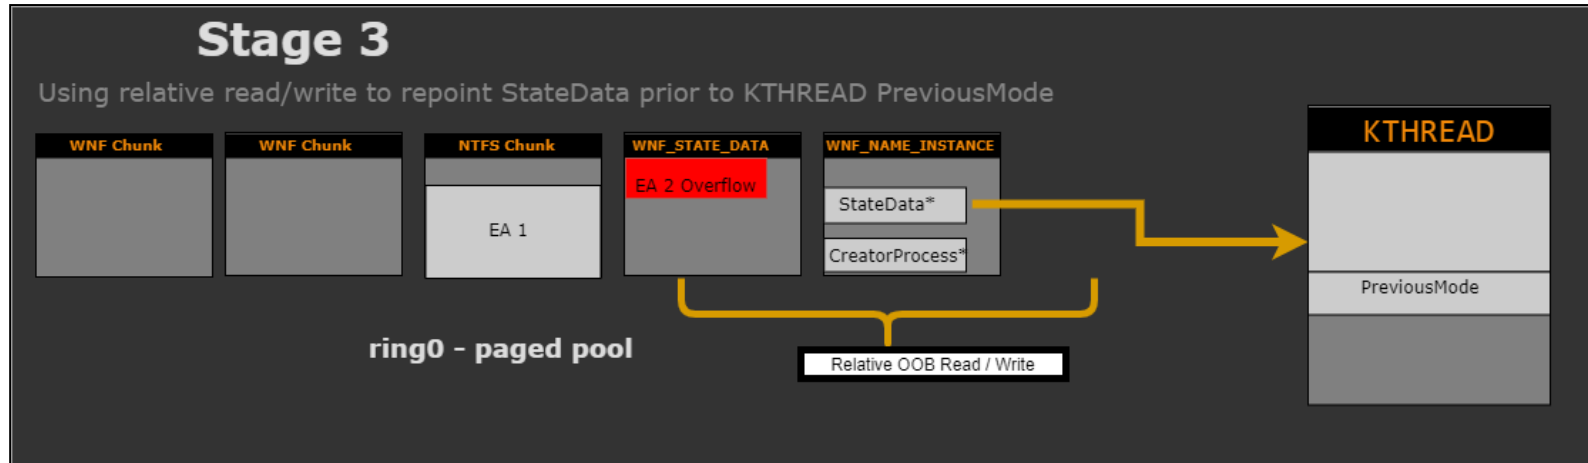 Stage 3
Using relative read/write to repoint StateData prior to KTHREAD PreviousMode
WNF Chunk
WNF Chunk
NTFS Chunk
EA 1
WNF_STATE_DATA
EA 2 Overflow
WNF_NAME_INSTANCE
StateData*
CreatorProcess*
KTHREAD
PreviousMode
ring0 - paged pool
Relative OOB Read / Write